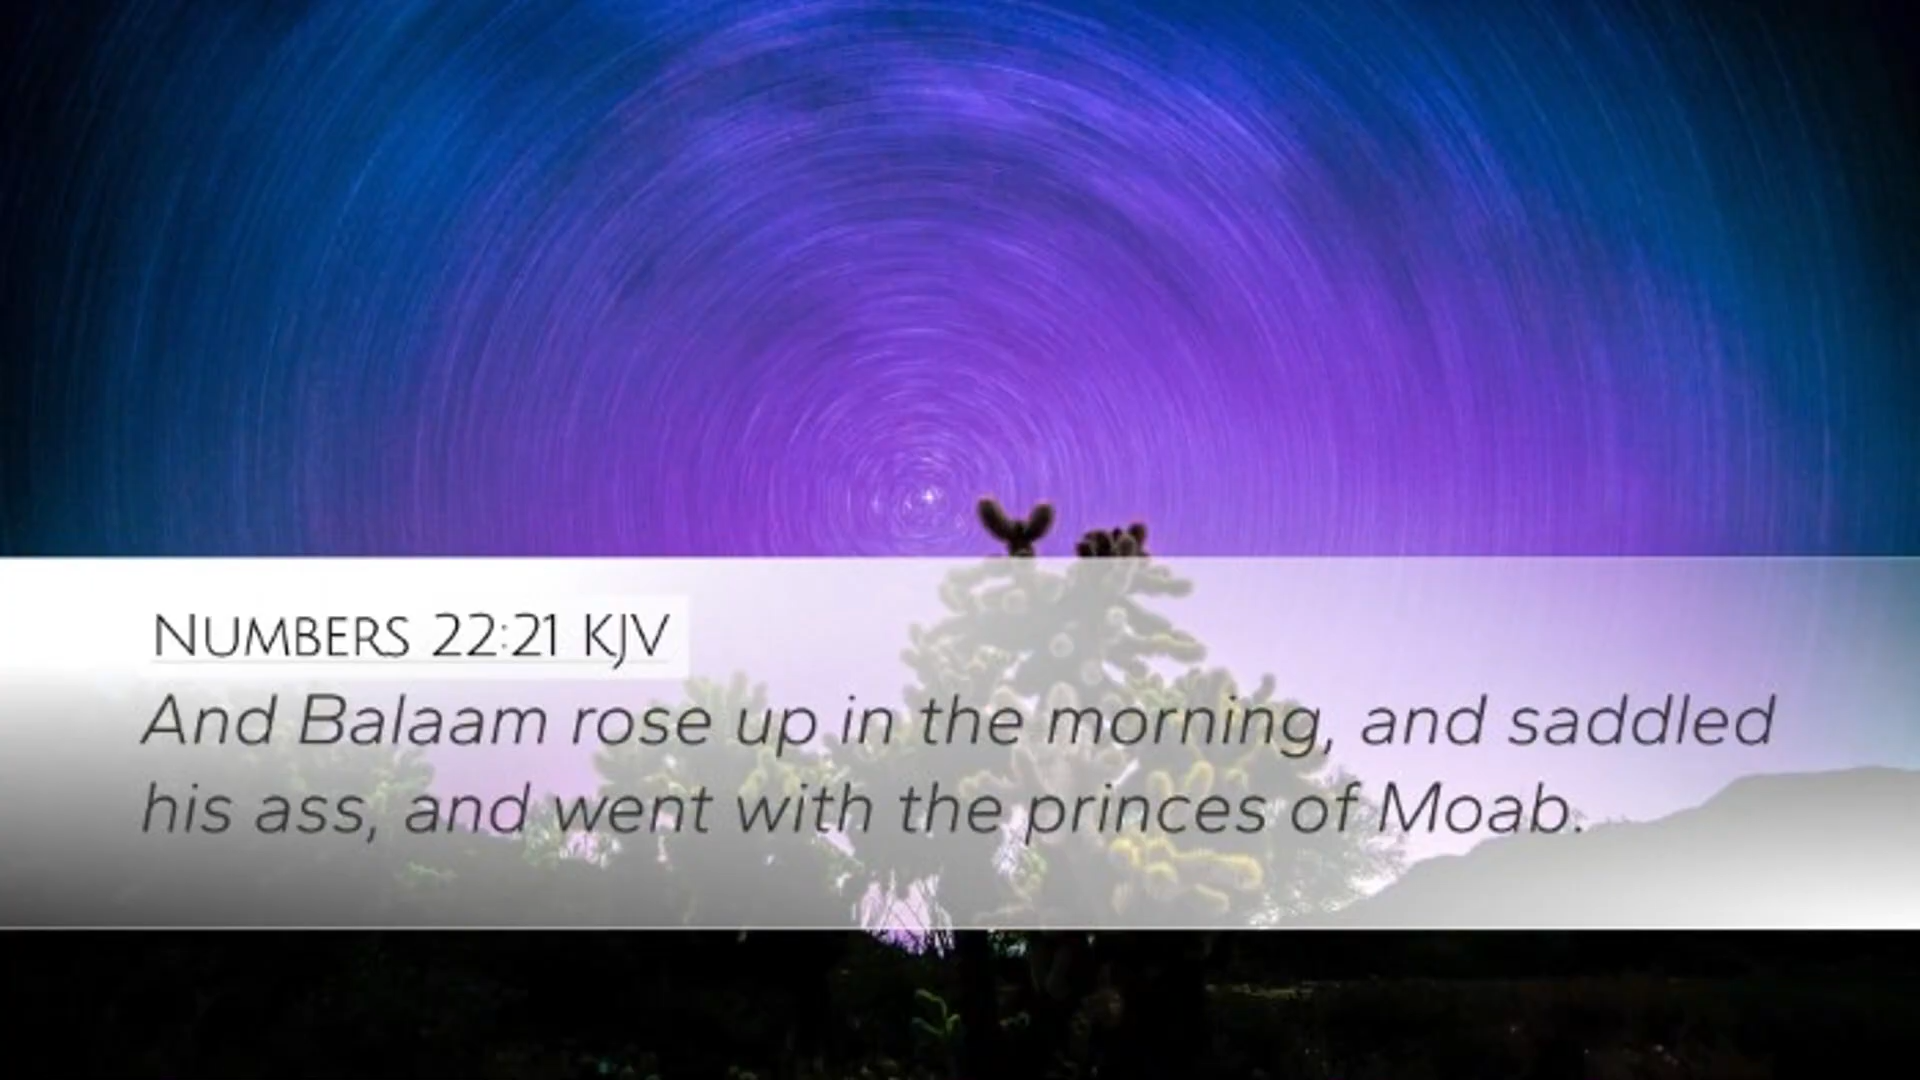 Numbers 22:21 KJV
And Balaam rose up in the morning, and saddled
his ass, and went with the princes of Moab.